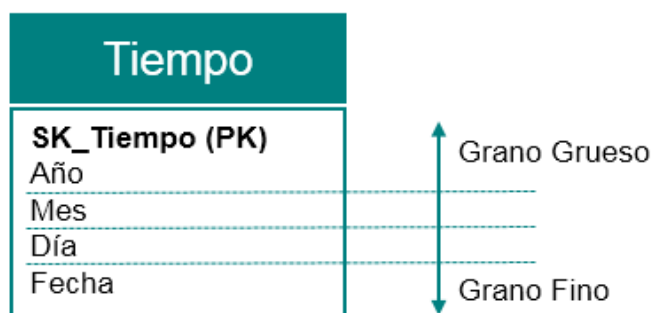 Tiempo
SK_Tiempo (PK)
Año
Mes
Día
Fecha
Grano Grueso
Grano Fino